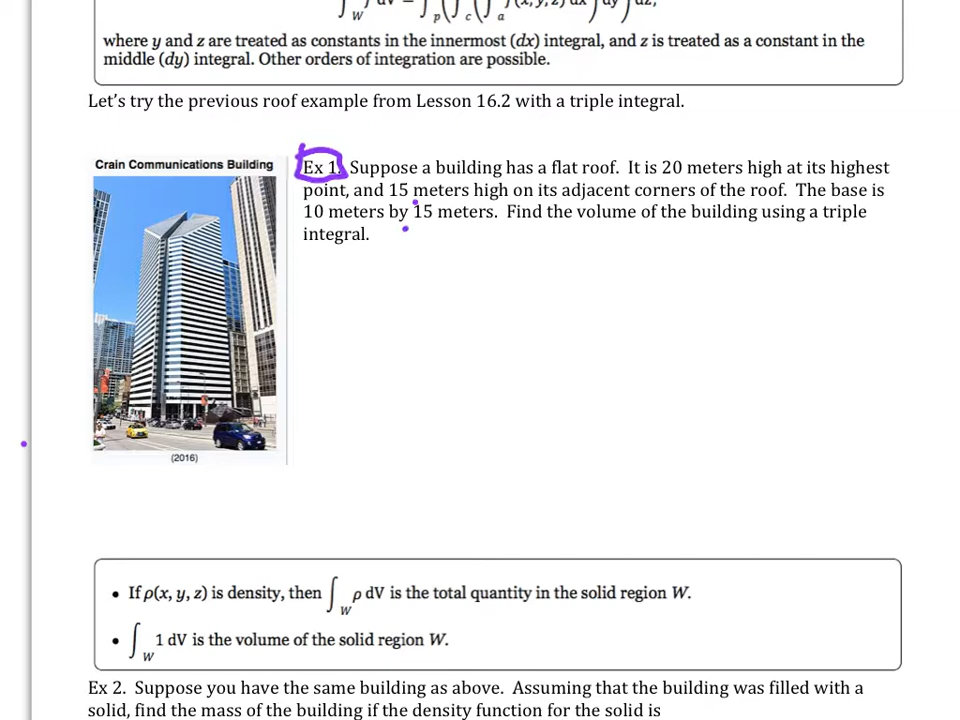 ∫W f dV = ∫p (∫c (∫a f(x, y, z) dx) dy) dz,
where y and z are treated as constants in the innermost (dx) integral, and z is treated as a constant in the
middle (dy) integral. Other orders of integration are possible.
Let's try the previous roof example from Lesson 16.2 with a triple integral.
Crain Communications Building
(2016)
Ex 1. Suppose a building has a flat roof. It is 20 meters high at its highest
point, and 15 meters high on its adjacent corners of the roof. The base is
10 meters by 15 meters. Find the volume of the building using a triple
integral.
• If ρ(x, y, z) is density, then ∫W ρ dV is the total quantity in the solid region W.
• ∫W 1 dV is the volume of the solid region W.
Ex 2. Suppose you have the same building as above. Assuming that the building was filled with a
solid, find the mass of the building if the density function for the solid is